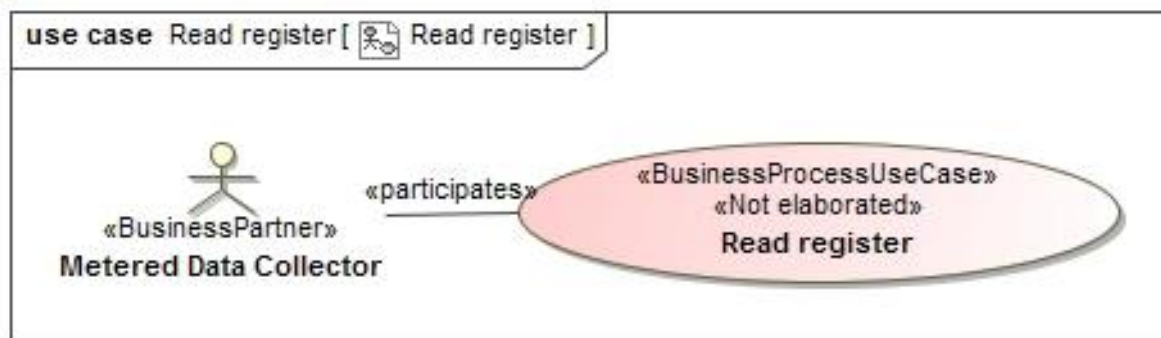 use case Read register [ Read register ]
«participates»
«BusinessPartner»
Metered Data Collector
«BusinessProcessUseCase»
«Not elaborated»
Read register